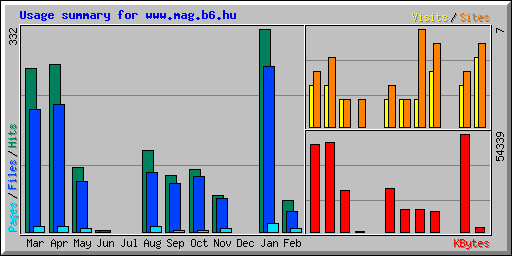 Usage summary for www.mag.b6.hu
Visits / Sites
332
7
Pages / Files / Hits
54339
Mar Apr May Jun Jul Aug Sep Oct Nov Dec Jan Feb
KBytes